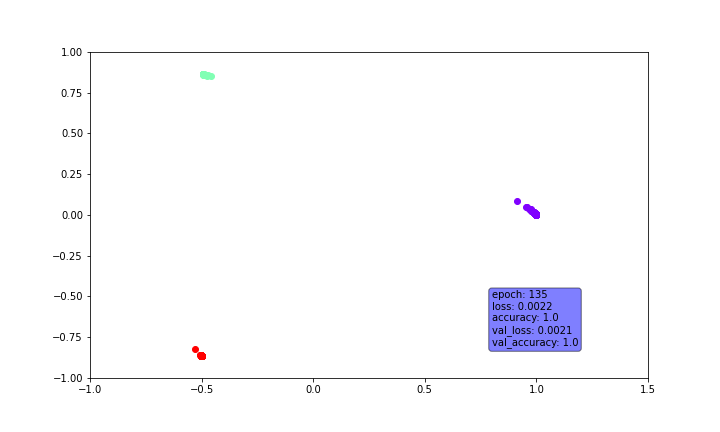 1.00
0.75
0.50
0.25
0.00
−0.25
−0.50
−0.75
−1.00
epoch: 135
loss: 0.0022
accuracy: 1.0
val_loss: 0.0021
val_accuracy: 1.0
−1.0 −0.5 0.0 0.5 1.0 1.5